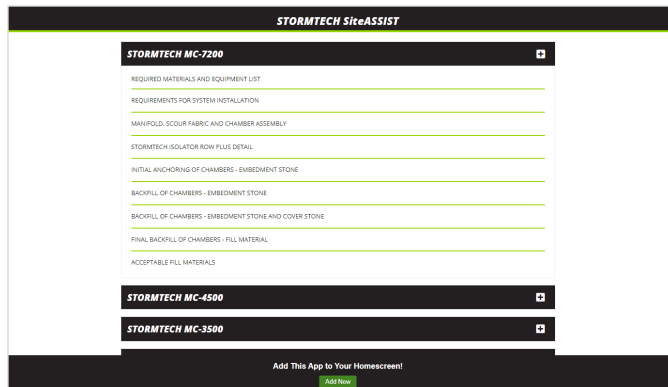 STORMTECH SiteASSIST
STORMTECH MC-7200
REQUIRED MATERIALS AND EQUIPMENT LIST
REQUIREMENTS FOR SYSTEM INSTALLATION
MANIFOLD, SCOUR FABRIC AND CHAMBER ASSEMBLY
STORMTECH ISOLATOR ROW PLUS DETAIL
INITIAL ANCHORING OF CHAMBERS - EMBEDMENT STONE
BACKFILL OF CHAMBERS - EMBEDMENT STONE
BACKFILL OF CHAMBERS - EMBEDMENT STONE AND COVER STONE
FINAL BACKFILL OF CHAMBERS - FILL MATERIAL
ACCEPTABLE FILL MATERIALS
STORMTECH MC-4500
STORMTECH MC-3500
Add This App to Your Homescreen!
Add Now